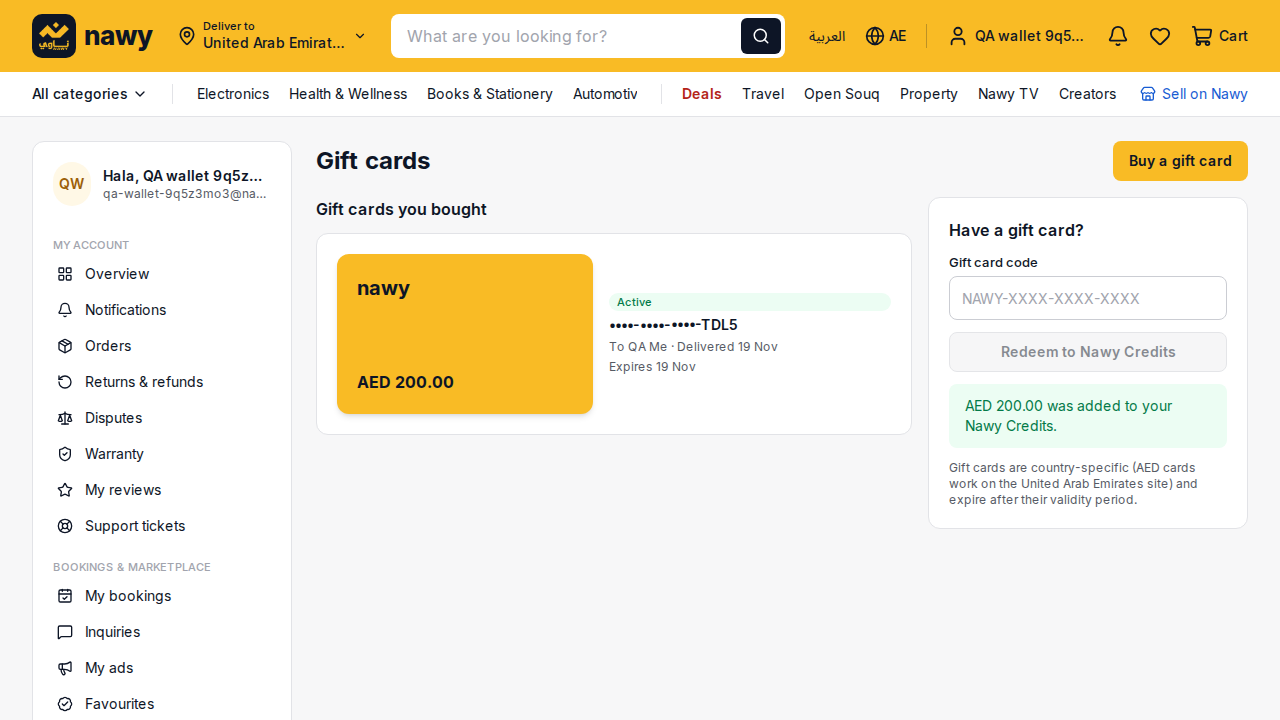 نـــاوي
NAWY
nawy
Deliver to
United Arab Emirat...
What are you looking for?
العربية
AE
QA wallet 9q5...
Cart
All categories
Electronics
Health & Wellness
Books & Stationery
Automotiv
Deals
Travel
Open Souq
Property
Nawy TV
Creators
Sell on Nawy
QW
Hala, QA wallet 9q5z...
qa-wallet-9q5z3mo3@na...
MY ACCOUNT
Overview
Notifications
Orders
Returns & refunds
Disputes
Warranty
My reviews
Support tickets
BOOKINGS & MARKETPLACE
My bookings
Inquiries
My ads
Favourites
Gift cards
Buy a gift card
Gift cards you bought
nawy
AED 200.00
Active
••••-••••-••••-TDL5
To QA Me · Delivered 19 Nov
Expires 19 Nov
Have a gift card?
Gift card code
NAWY-XXXX-XXXX-XXXX
Redeem to Nawy Credits
AED 200.00 was added to your
Nawy Credits.
Gift cards are country-specific (AED cards
work on the United Arab Emirates site) and
expire after their validity period.